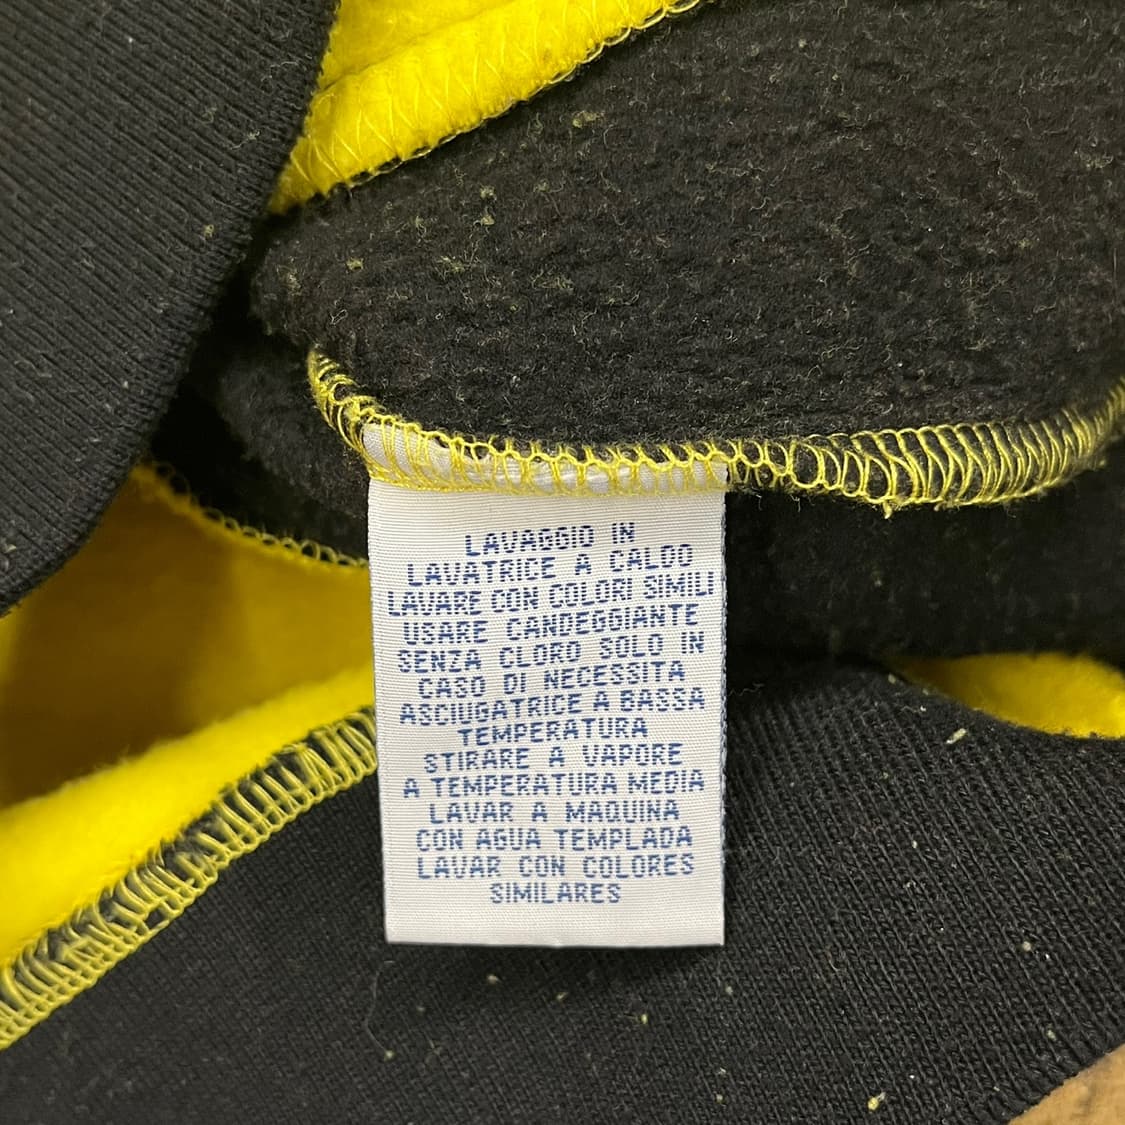 LAVAGGIO IN
LAVATRICE A CALDO
LAVARE CON COLORI SIMILI
USARE CANDEGGIANTE
SENZA CLORO SOLO IN
CASO DI NECESSITA
ASCIUGATRICE A BASSA
TEMPERATURA
STIRARE A VAPORE
A TEMPERATURA MEDIA
LAVAR A MAQUINA
CON AGUA TEMPLADA
LAVAR CON COLORES
SIMILARES